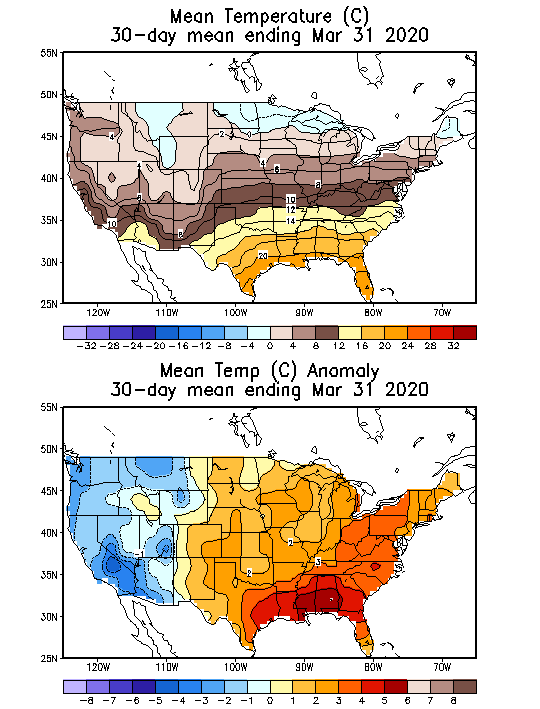 Mean Temperature (C)
30-day mean ending Mar 31 2020
55N
50N
45N
40N
35N
30N
25N
-2
-4
4
4
6
8
8
8
10
10
12
14
20
120W 110W 100W 90W 80W 70W
-32 -28 -24 -20 -16 -12 -8 -4 0 4 8 12 16 20 24 28 32
Mean Temp (C) Anomaly
30-day mean ending Mar 31 2020
55N
50N
45N
40N
35N
30N
25N
2
-1
3
2
120W 110W 100W 90W 80W 70W
-8 -7 -6 -5 -4 -3 -2 -1 0 1 2 3 4 5 6 7 8